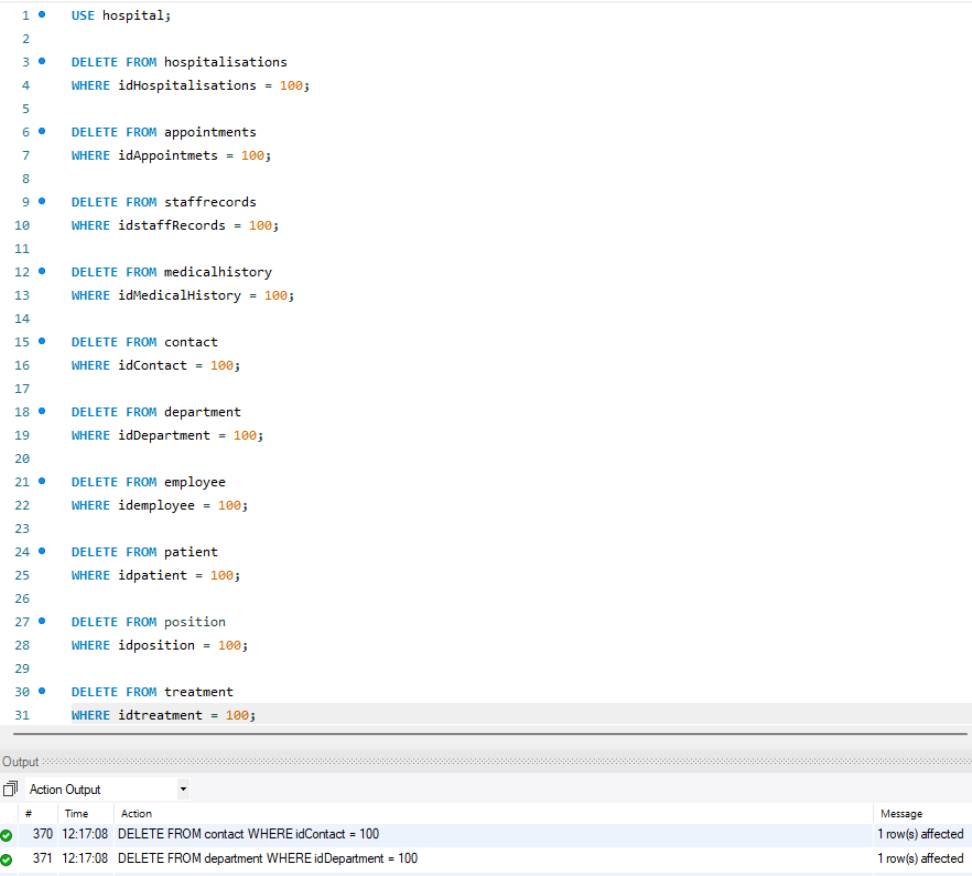 1 USE hospital;
2
3 DELETE FROM hospitalisations
4 WHERE idHospitalisations = 100;
5
6 DELETE FROM appointments
7 WHERE idAppointmets = 100;
8
9 DELETE FROM staffrecords
10 WHERE idstaffRecords = 100;
11
12 DELETE FROM medicalhistory
13 WHERE idMedicalHistory = 100;
14
15 DELETE FROM contact
16 WHERE idContact = 100;
17
18 DELETE FROM department
19 WHERE idDepartment = 100;
20
21 DELETE FROM employee
22 WHERE idemployee = 100;
23
24 DELETE FROM patient
25 WHERE idpatient = 100;
26
27 DELETE FROM position
28 WHERE idposition = 100;
29
30 DELETE FROM treatment
31 WHERE idtreatment = 100;
Output
Action Output
# Time Action Message
370 12:17:08 DELETE FROM contact WHERE idContact = 100 1 row(s) affected
371 12:17:08 DELETE FROM department WHERE idDepartment = 100 1 row(s) affected